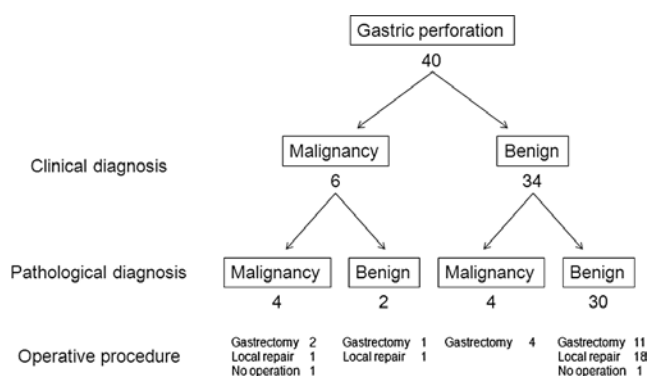 Gastric perforation
40
Clinical diagnosis
Malignancy Benign
6 34
Pathological diagnosis
Malignancy Benign Malignancy Benign
4 2 4 30
Operative procedure
Gastrectomy 2 Gastrectomy 1 Gastrectomy 4 Gastrectomy 11
Local repair 1 Local repair 1 Local repair 18
No operation 1 No operation 1